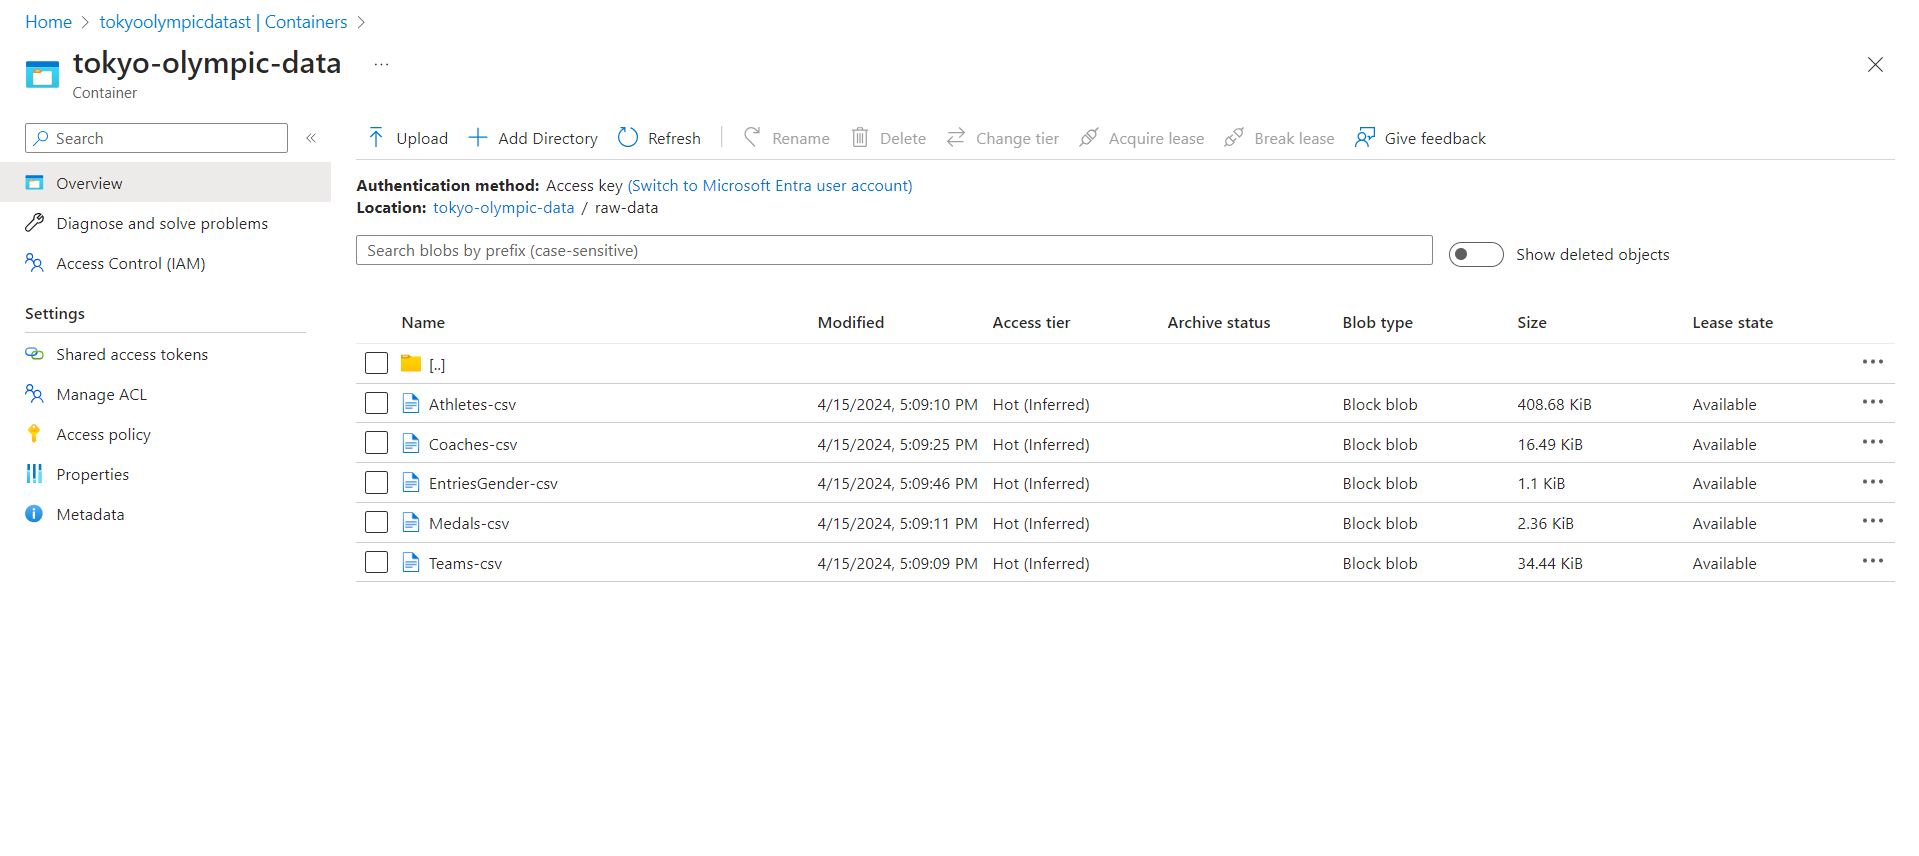 Home > tokyoolympicdatast | Containers >
tokyo-olympic-data ...
Container
Search «
Overview
Diagnose and solve problems
Access Control (IAM)
Settings
Shared access tokens
Manage ACL
Access policy
Properties
Metadata
Upload Add Directory Refresh Rename Delete Change tier Acquire lease Break lease Give feedback
Authentication method: Access key (Switch to Microsoft Entra user account)
Location: tokyo-olympic-data / raw-data
Search blobs by prefix (case-sensitive) Show deleted objects
Name Modified Access tier Archive status Blob type Size Lease state
[..] ...
Athletes-csv 4/15/2024, 5:09:10 PM Hot (Inferred) Block blob 408.68 KiB Available ...
Coaches-csv 4/15/2024, 5:09:25 PM Hot (Inferred) Block blob 16.49 KiB Available ...
EntriesGender-csv 4/15/2024, 5:09:46 PM Hot (Inferred) Block blob 1.1 KiB Available ...
Medals-csv 4/15/2024, 5:09:11 PM Hot (Inferred) Block blob 2.36 KiB Available ...
Teams-csv 4/15/2024, 5:09:09 PM Hot (Inferred) Block blob 34.44 KiB Available ...